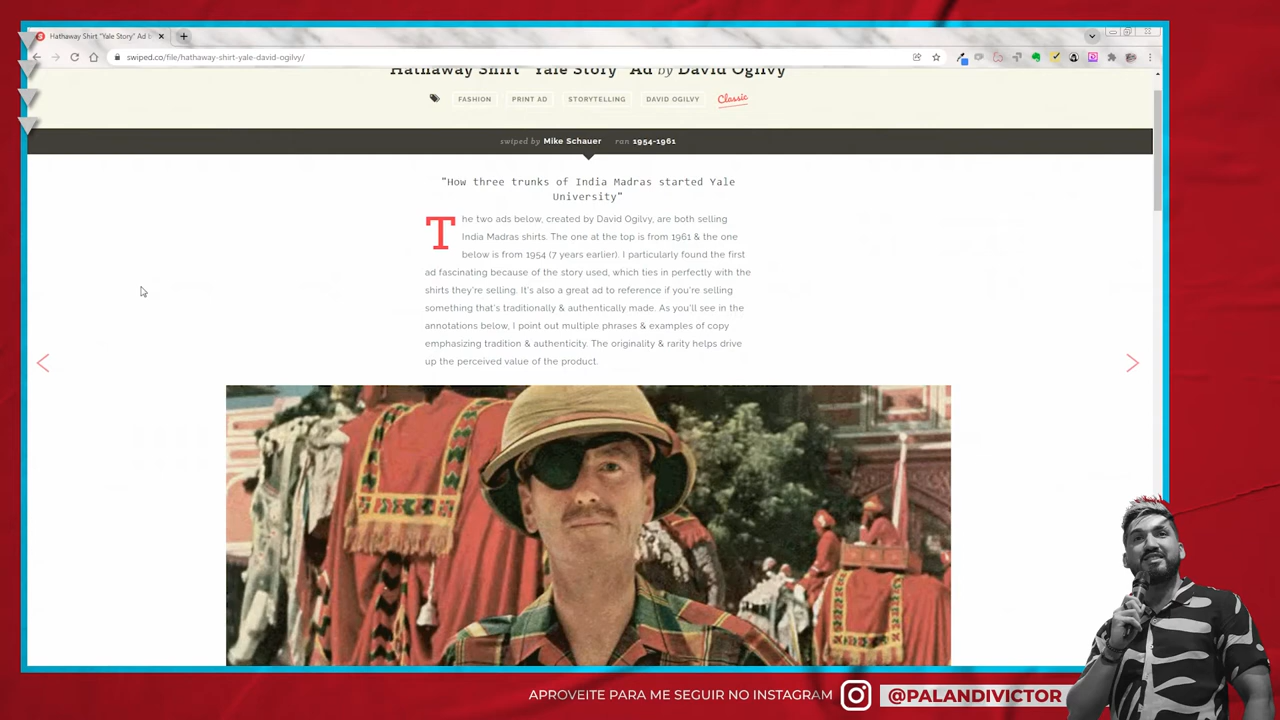 Hathaway Shirt "Yale Story" Ad
swiped.co/file/hathaway-shirt-yale-david-ogilvy/
Hathaway Shirt "Yale Story" Ad by David Ogilvy
FASHION PRINT AD STORYTELLING DAVID OGILVY Classic
swiped by Mike Schauer ran 1954-1961
"How three trunks of India Madras started Yale
University"
The two ads below, created by David Ogilvy, are both selling
India Madras shirts. The one at the top is from 1961 & the one
below is from 1954 (7 years earlier). I particularly found the first
ad fascinating because of the story used, which ties in perfectly with the
shirts they're selling. It's also a great ad to reference if you're selling
something that's traditionally & authentically made. As you'll see in the
annotations below, I point out multiple phrases & examples of copy
emphasizing tradition & authenticity. The originality & rarity helps drive
up the perceived value of the product.
APROVEITE PARA ME SEGUIR NO INSTAGRAM @PALANDIVICTOR